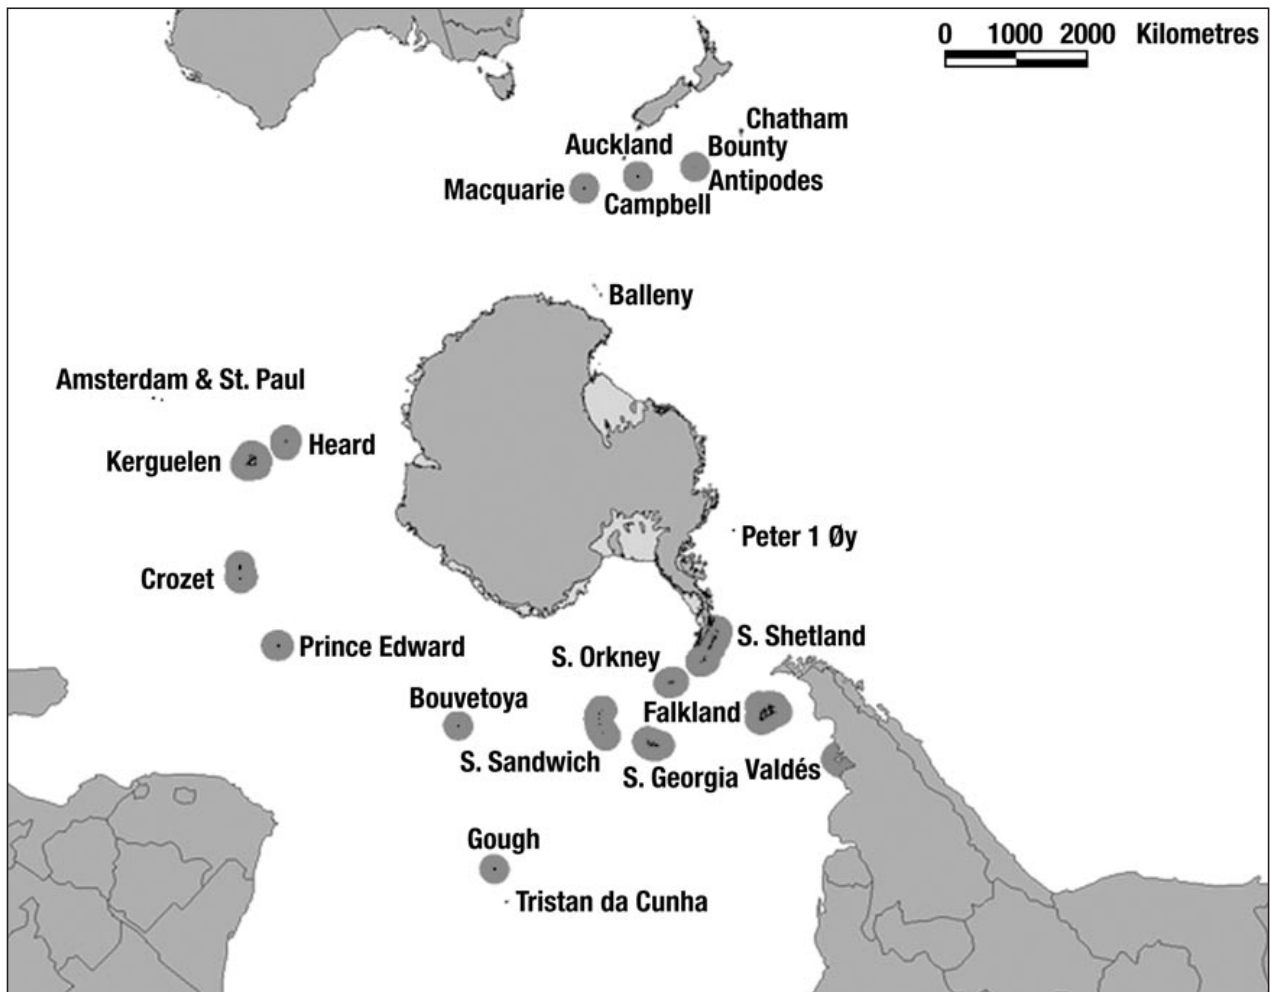 0 1000 2000 Kilometres
Chatham
Auckland
Bounty
Macquarie
Antipodes
Campbell
Balleny
Amsterdam & St. Paul
Heard
Kerguelen
Peter 1 Øy
Crozet
S. Shetland
Prince Edward
S. Orkney
Bouvetoya
Falkland
S. Sandwich
S. Georgia
Valdés
Gough
Tristan da Cunha